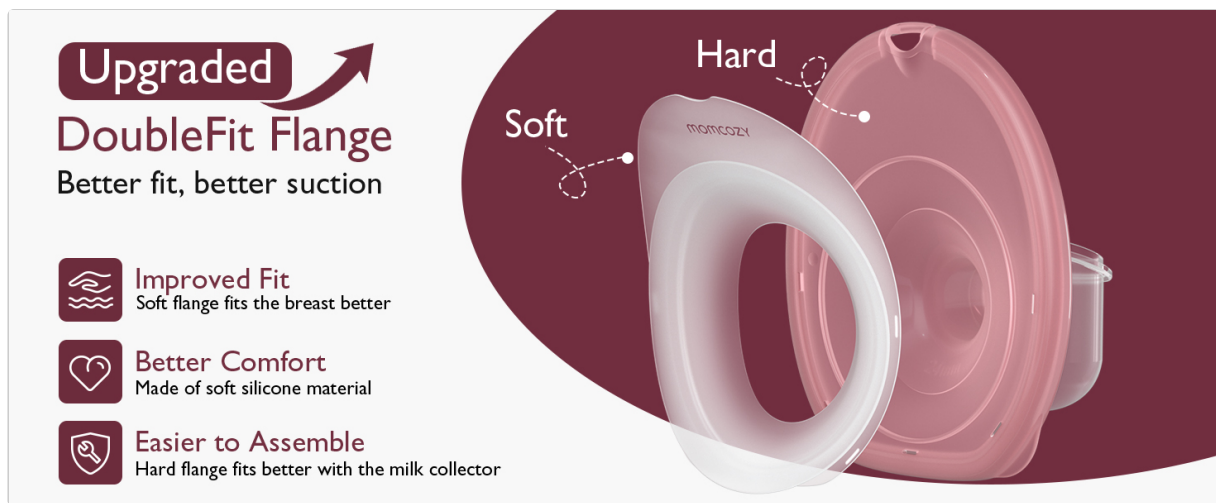 Upgraded
DoubleFit Flange
Better fit, better suction
Improved Fit
Soft flange fits the breast better
Better Comfort
Made of soft silicone material
Easier to Assemble
Hard flange fits better with the milk collector
Soft
Hard
momcozy